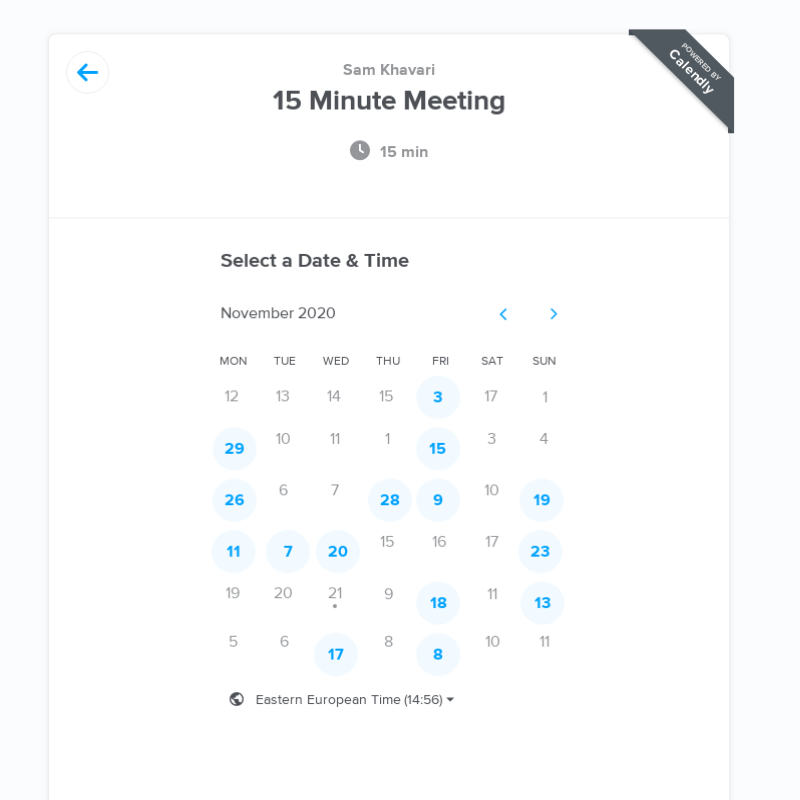 POWERED BY
Calendly
Sam Khavari
15 Minute Meeting
15 min
Select a Date & Time
November 2020
MON TUE WED THU FRI SAT SUN
12 13 14 15 3 17 1
29 10 11 1 15 3 4
26 6 7 28 9 10 19
11 7 20 15 16 17 23
19 20 21 9 18 11 13
5 6 17 8 8 10 11
Eastern European Time (14:56)